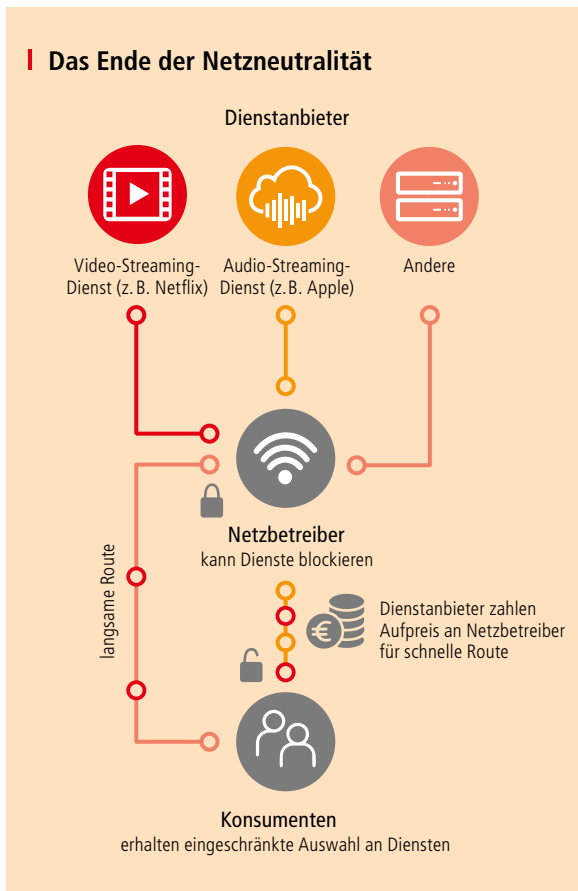 Das Ende der Netzneutralität
Dienstanbieter
Video-Streaming-
Dienst (z. B. Netflix)
Audio-Streaming-
Dienst (z. B. Apple)
Andere
Netzbetreiber
kann Dienste blockieren
langsame Route
Dienstanbieter zahlen
Aufpreis an Netzbetreiber
für schnelle Route
€
Konsumenten
erhalten eingeschränkte Auswahl an Diensten